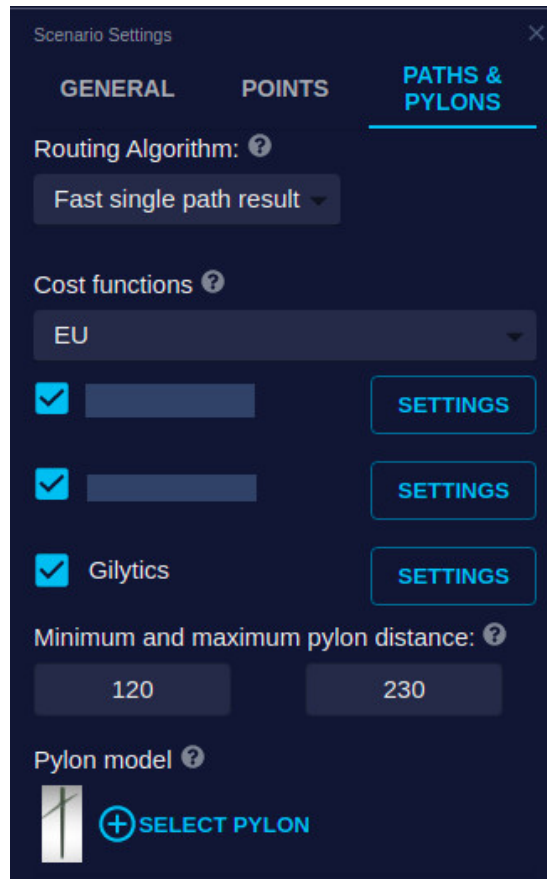 Scenario Settings
GENERAL
POINTS
PATHS &
PYLONS
Routing Algorithm:
Fast single path result
Cost functions
EU
SETTINGS
SETTINGS
Gilytics
SETTINGS
Minimum and maximum pylon distance:
120
230
Pylon model
SELECT PYLON